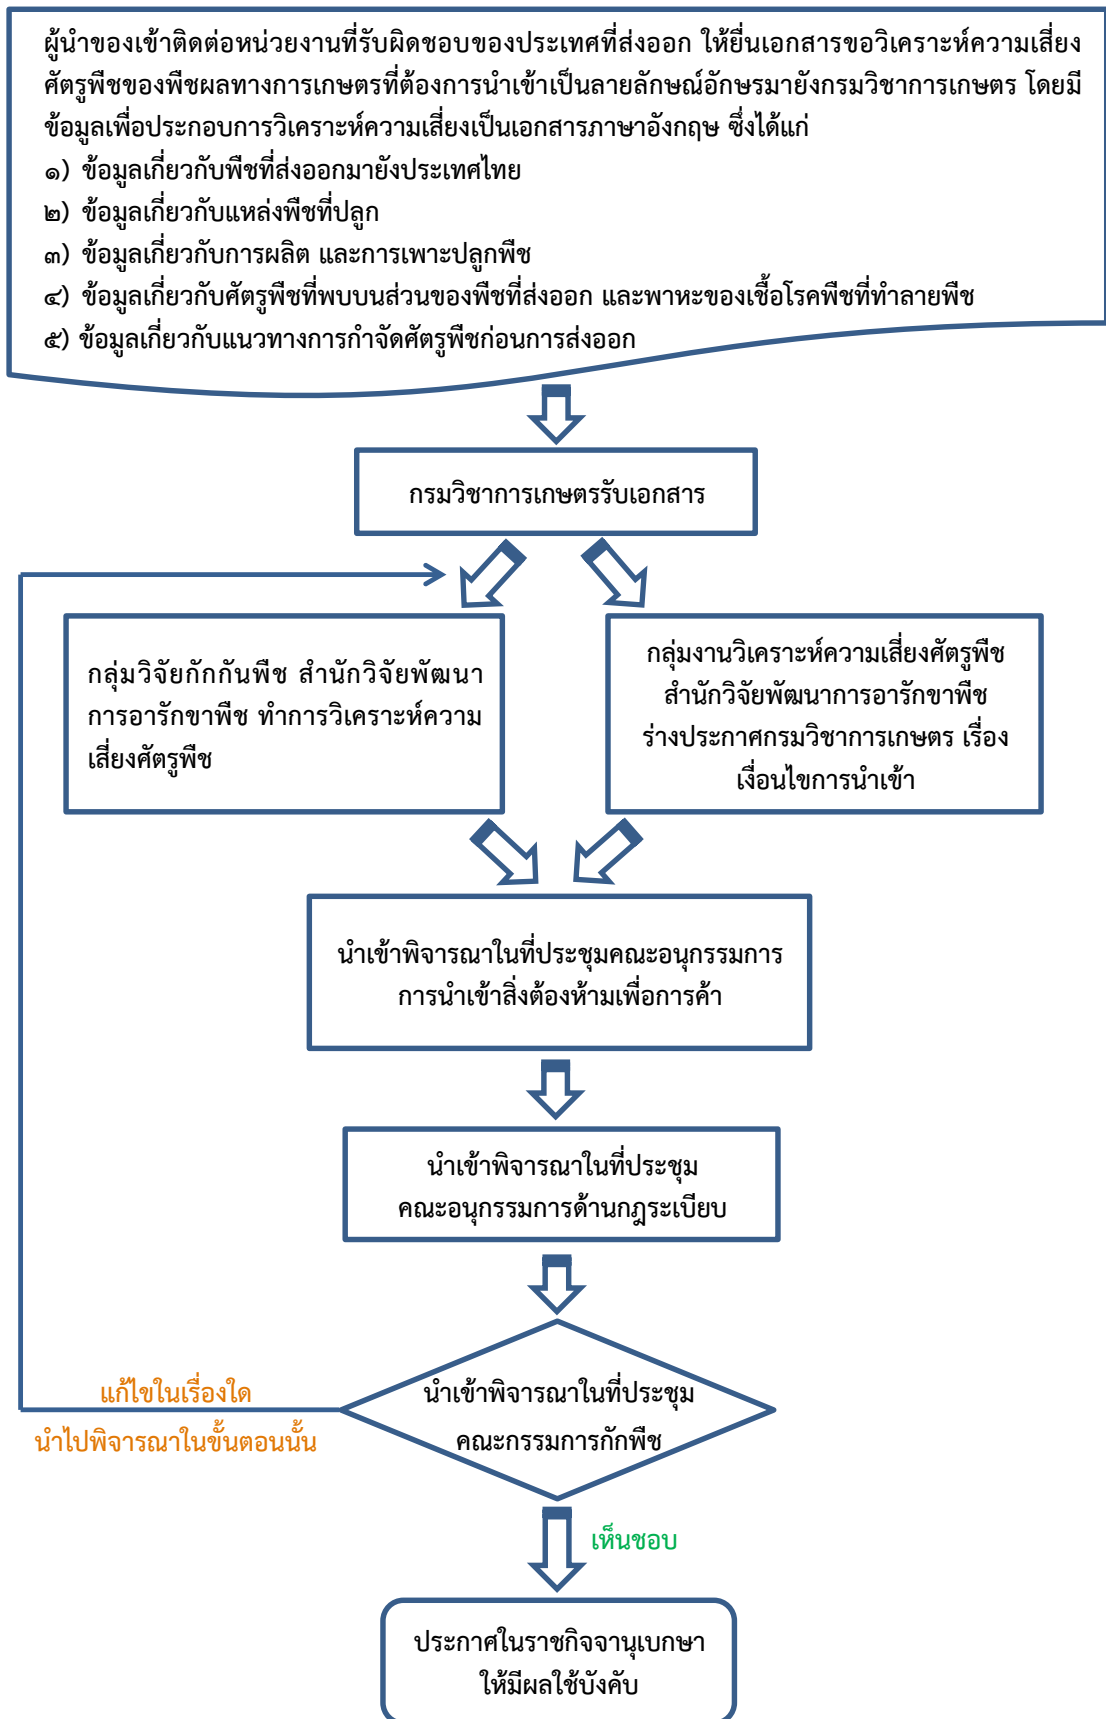 ผู้นำของเข้าติดต่อหน่วยงานที่รับผิดชอบของประเทศที่ส่งออก ให้ยื่นเอกสารขอวิเคราะห์ความเสี่ยง
ศัตรูพืชของพืชผลทางการเกษตรที่ต้องการนำเข้าเป็นลายลักษณ์อักษรมายังกรมวิชาการเกษตร โดยมี
ข้อมูลเพื่อประกอบการวิเคราะห์ความเสี่ยงเป็นเอกสารภาษาอังกฤษ ซึ่งได้แก่
๑) ข้อมูลเกี่ยวกับพืชที่ส่งออกมายังประเทศไทย
๒) ข้อมูลเกี่ยวกับแหล่งพืชที่ปลูก
๓) ข้อมูลเกี่ยวกับการผลิต และการเพาะปลูกพืช
๔) ข้อมูลเกี่ยวกับศัตรูพืชที่พบบนส่วนของพืชที่ส่งออก และพาหะของเชื้อโรคพืชที่ทำลายพืช
๕) ข้อมูลเกี่ยวกับแนวทางการกำจัดศัตรูพืชก่อนการส่งออก
กรมวิชาการเกษตรรับเอกสาร
กลุ่มวิจัยกักกันพืช สำนักวิจัยพัฒนา
การอารักขาพืช ทำการวิเคราะห์ความ
เสี่ยงศัตรูพืช
กลุ่มงานวิเคราะห์ความเสี่ยงศัตรูพืช
สำนักวิจัยพัฒนาการอารักขาพืช
ร่างประกาศกรมวิชาการเกษตร เรื่อง
เงื่อนไขการนำเข้า
นำเข้าพิจารณาในที่ประชุมคณะอนุกรรมการ
การนำเข้าสิ่งต้องห้ามเพื่อการค้า
นำเข้าพิจารณาในที่ประชุม
คณะอนุกรรมการด้านกฎระเบียบ
แก้ไขในเรื่องใด
นำไปพิจารณาในขั้นตอนนั้น
นำเข้าพิจารณาในที่ประชุม
คณะกรรมการกักพืช
เห็นชอบ
ประกาศในราชกิจจานุเบกษา
ให้มีผลใช้บังคับ